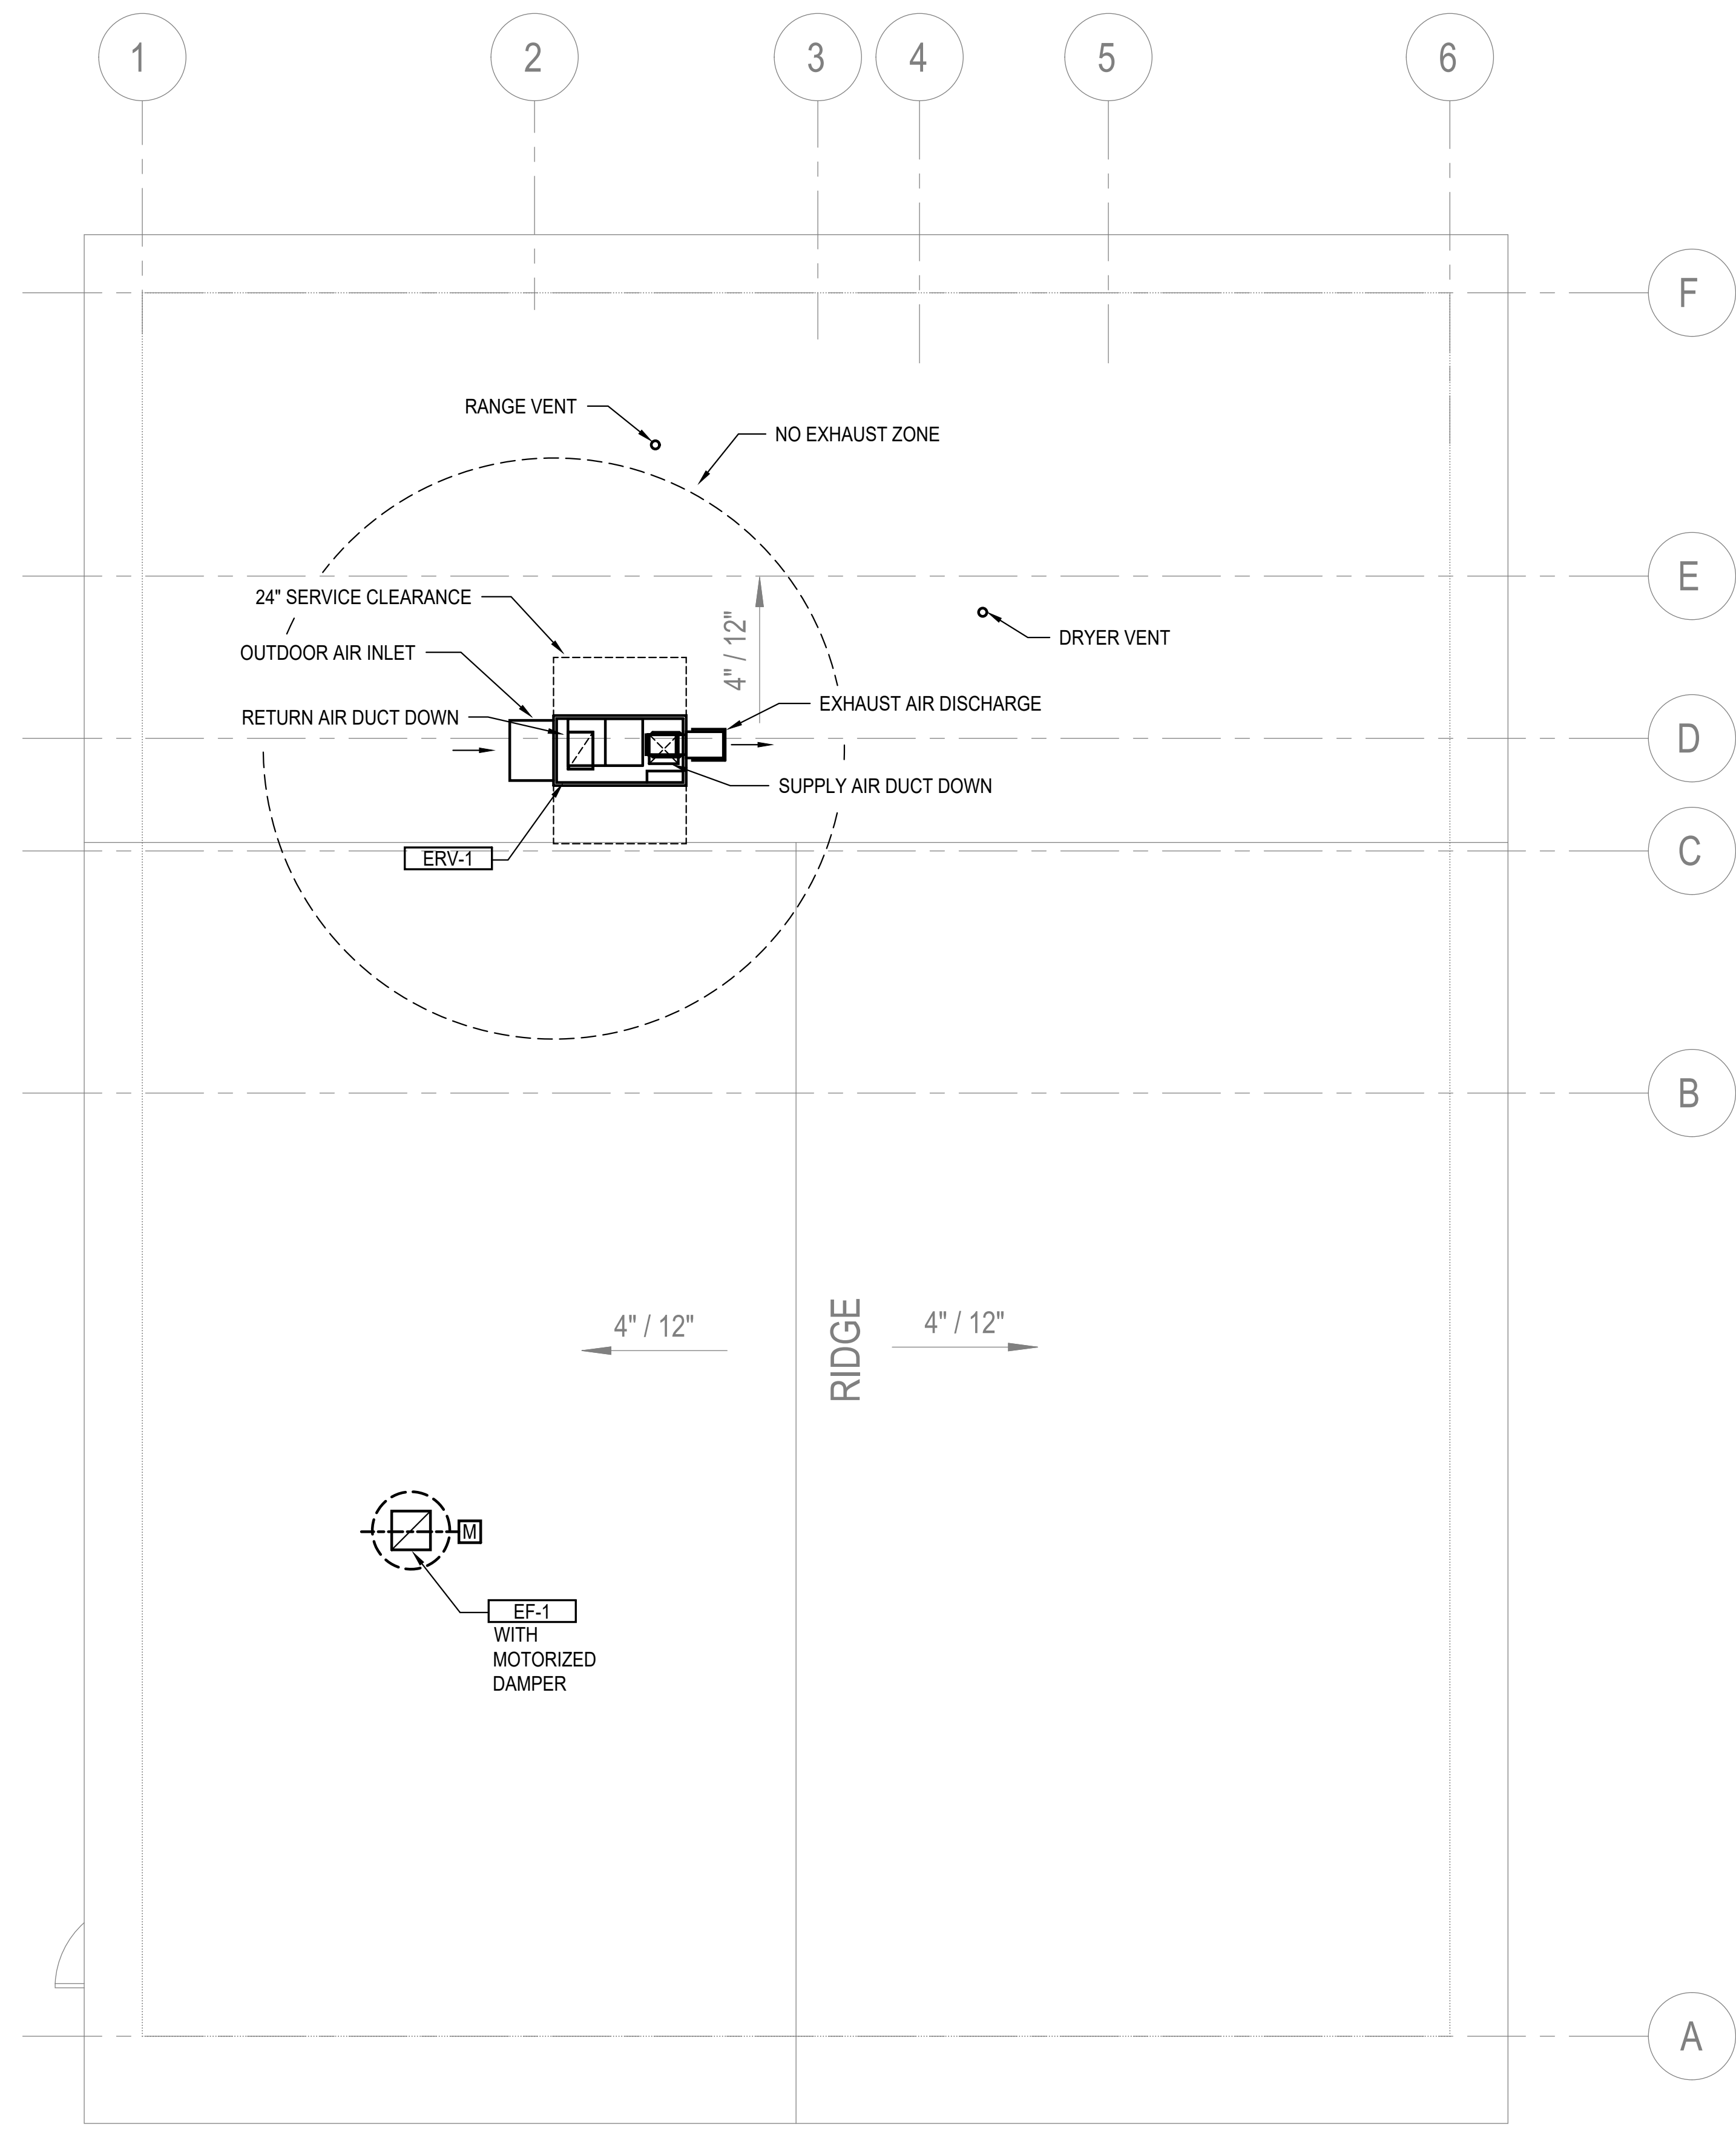 1 2 3 4 5 6
F
RANGE VENT
NO EXHAUST ZONE
E
24" SERVICE CLEARANCE
4" / 12"
DRYER VENT
OUTDOOR AIR INLET
EXHAUST AIR DISCHARGE
RETURN AIR DUCT DOWN
D
SUPPLY AIR DUCT DOWN
ERV-1
C
B
4" / 12"
RIDGE
4" / 12"
M
EF-1
WITH
MOTORIZED
DAMPER
A